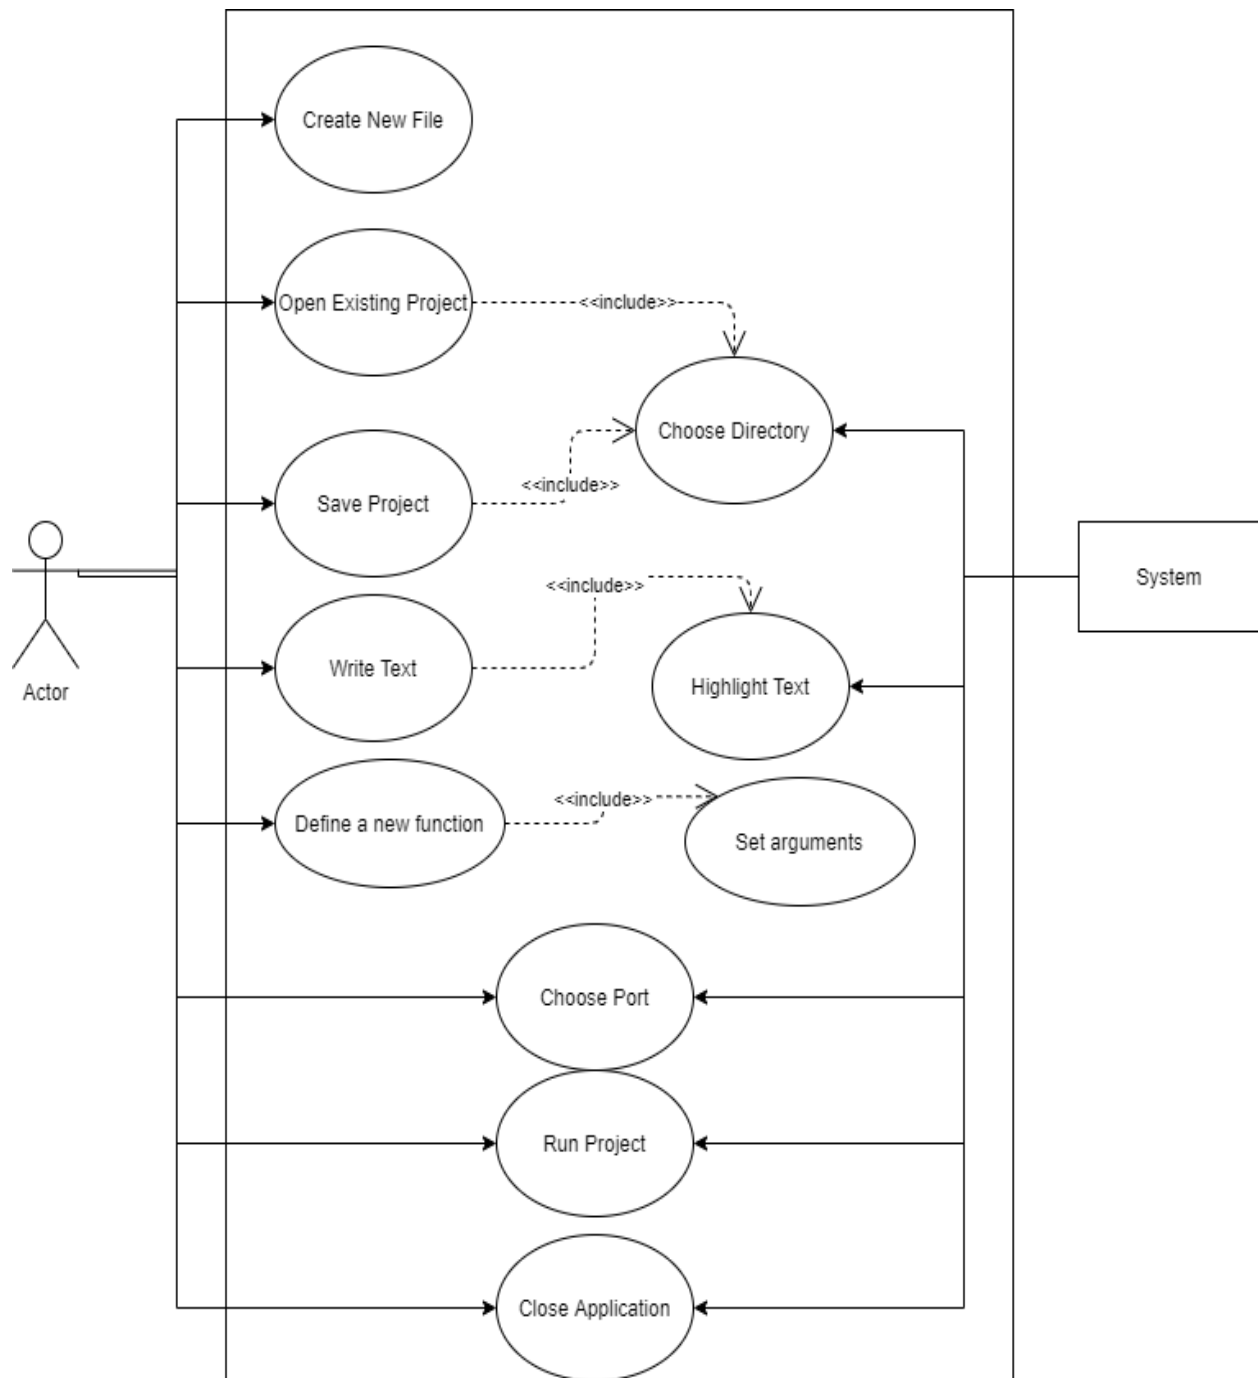 Create New File
Open Existing Project
<<include>>
Choose Directory
<<include>>
Save Project
System
<<include>>
Write Text
Highlight Text
Actor
<<include>>
Define a new function
Set arguments
Choose Port
Run Project
Close Application